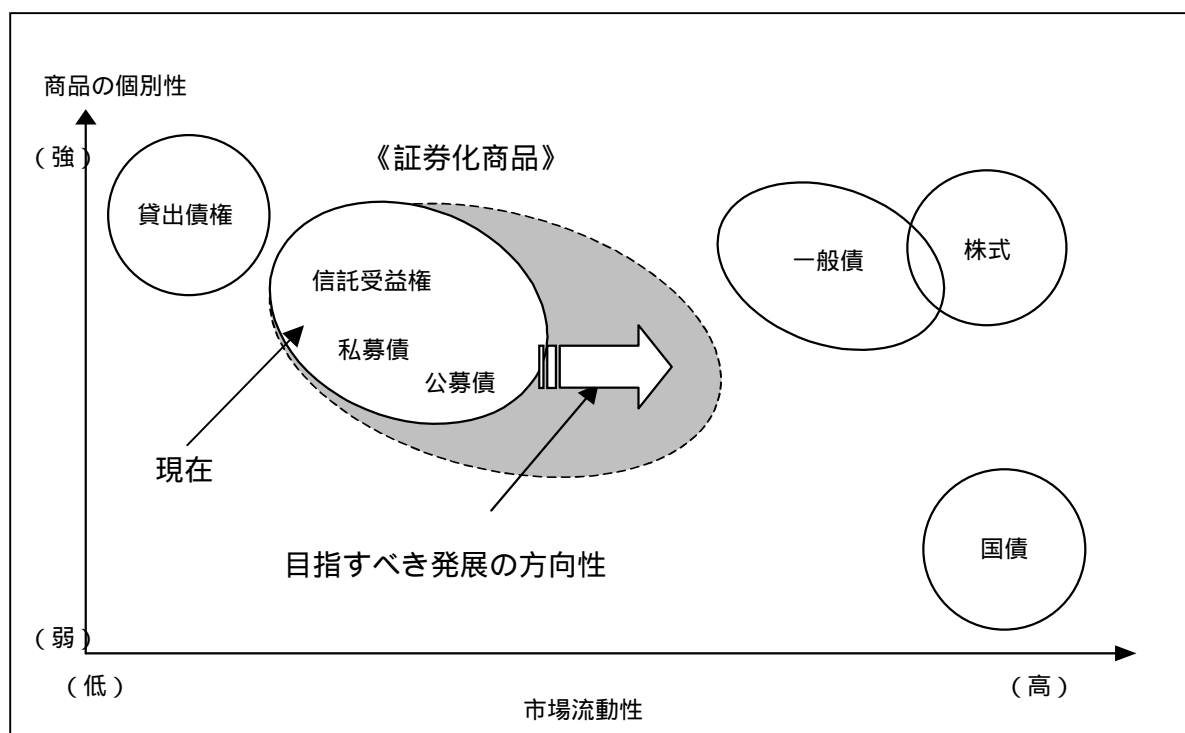 商品の個別性
（強）
《証券化商品》
貸出債権
信託受益権
私募債
公募債
一般債
株式
現在
目指すべき発展の方向性
国債
（弱）
（低）
（高）
市場流動性